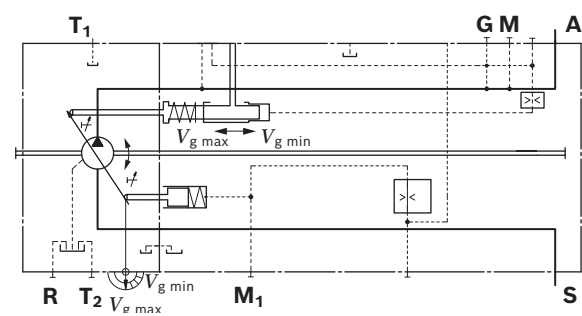 T1 G M A
Vg max Vg min
Vg min
R T2 M1 S
Vg max